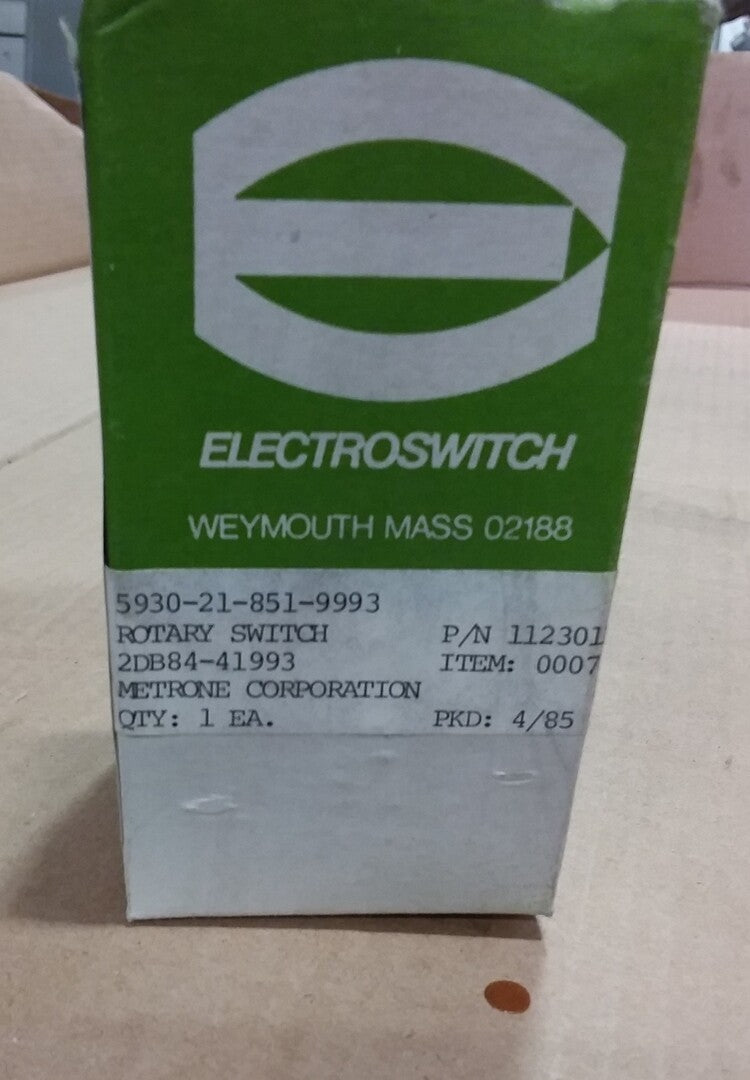 ELECTROSWITCH
WEYMOUTH MASS 02188
5930-21-851-9993
ROTARY SWITCH P/N 112301
2DB84-41993 ITEM: 0007
METRONE CORPORATION
QTY: 1 EA. PKD: 4/85